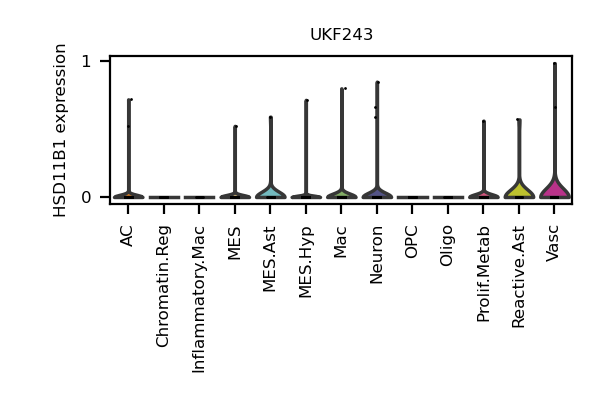 UKF243
HSD11B1 expression
1
0
AC
Chromatin.Reg
Inflammatory.Mac
MES
MES.Ast
MES.Hyp
Mac
Neuron
OPC
Oligo
Prolif.Metab
Reactive.Ast
Vasc